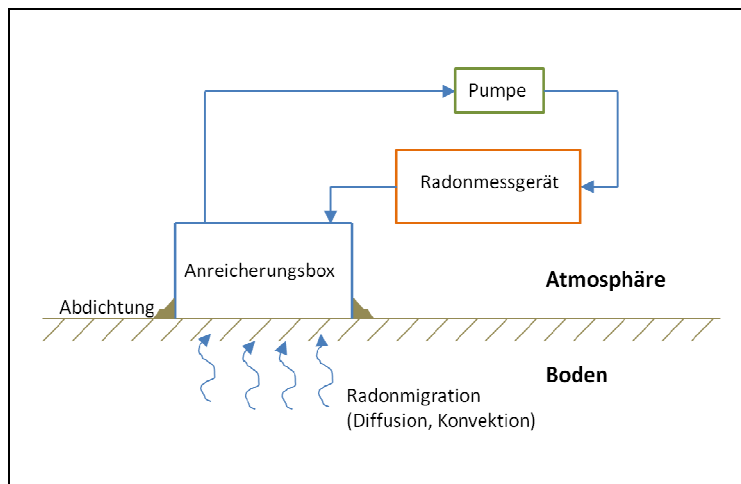 Pumpe
Radonmessgerät
Anreicherungsbox
Atmosphäre
Abdichtung
Boden
Radonmigration
(Diffusion, Konvektion)